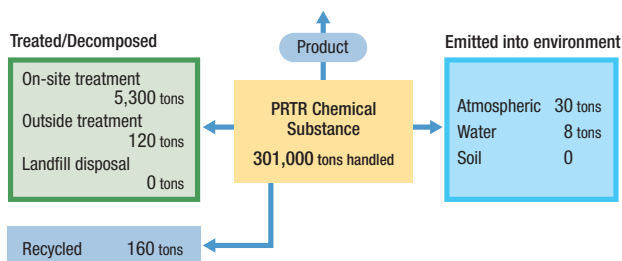 Product
Treated/Decomposed
Emitted into environment
On-site treatment
5,300 tons
Outside treatment
120 tons
Landfill disposal
0 tons
PRTR Chemical
Substance
301,000 tons handled
Atmospheric 30 tons
Water 8 tons
Soil 0
Recycled 160 tons